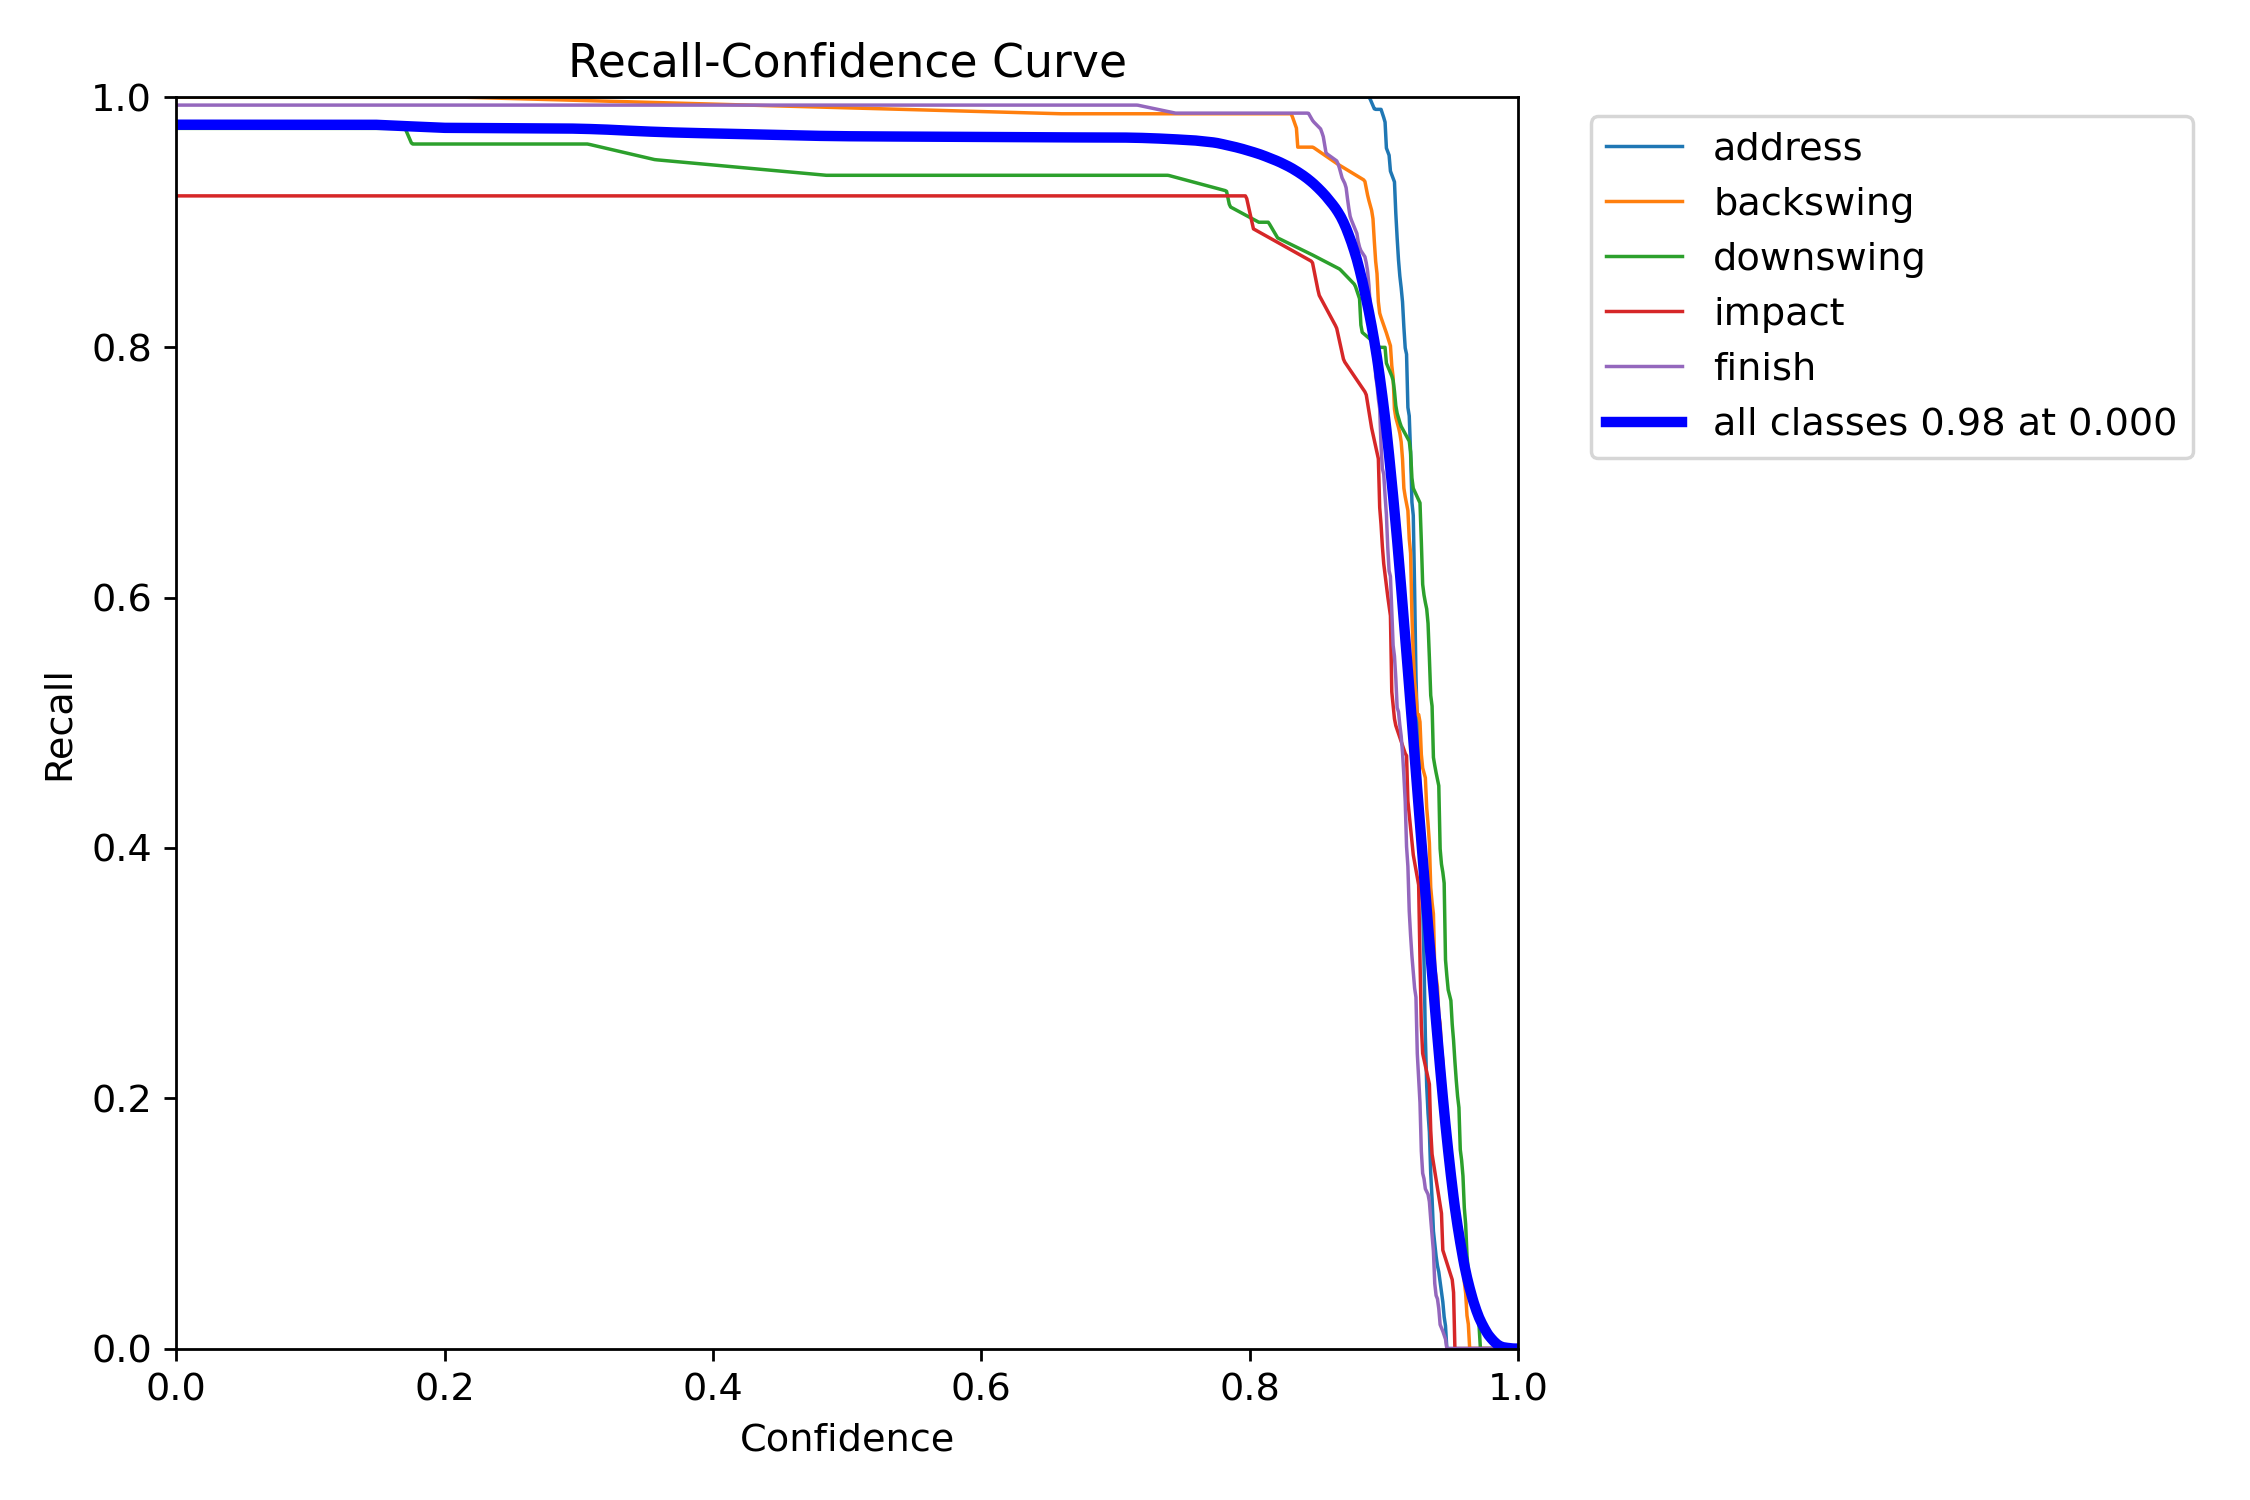 Recall-Confidence Curve
1.0
0.8
0.6
0.4
0.2
0.0
Recall
0.0 0.2 0.4 0.6 0.8 1.0
Confidence
address
backswing
downswing
impact
finish
all classes 0.98 at 0.000